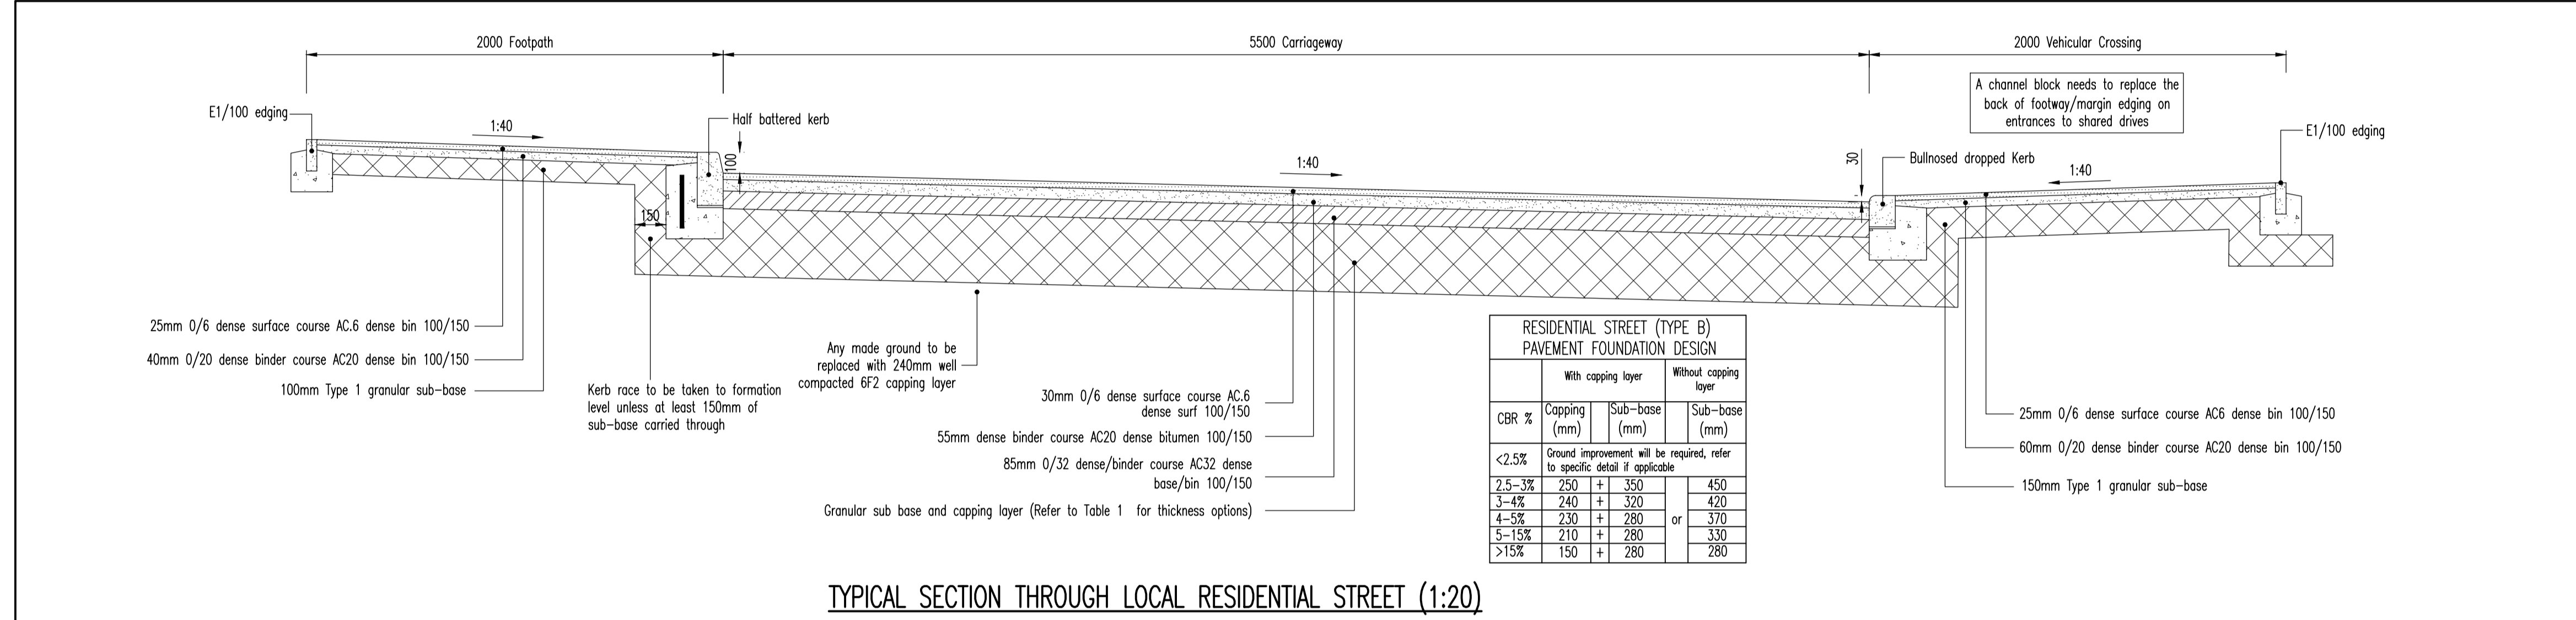 2000 Footpath
5500 Carriageway
2000 Vehicular Crossing
A channel block needs to replace the
back of footway/margin edging on
entrances to shared drives
E1/100 edging
1:40
Half battered kerb
100
1:40
30
Bullnosed dropped Kerb
1:40
E1/100 edging
150
25mm 0/6 dense surface course AC.6 dense bin 100/150
40mm 0/20 dense binder course AC20 dense bin 100/150
100mm Type 1 granular sub-base
Kerb race to be taken to formation
level unless at least 150mm of
sub-base carried through
Any made ground to be
replaced with 240mm well
compacted 6F2 capping layer
30mm 0/6 dense surface course AC.6
dense surf 100/150
55mm dense binder course AC20 dense bitumen 100/150
85mm 0/32 dense/binder course AC32 dense
base/bin 100/150
Granular sub base and capping layer (Refer to Table 1 for thickness options)
RESIDENTIAL STREET (TYPE B)
PAVEMENT FOUNDATION DESIGN
With capping layer
Without capping
layer
CBR % Capping (mm) Sub-base (mm) Sub-base (mm)
<2.5% Ground improvement will be required, refer
to specific detail if applicable
2.5-3% 250 + 350 450
3-4% 240 + 320 420
4-5% 230 + 280 or 370
5-15% 210 + 280 330
>15% 150 + 280 280
25mm 0/6 dense surface course AC6 dense bin 100/150
60mm 0/20 dense binder course AC20 dense bin 100/150
150mm Type 1 granular sub-base
TYPICAL SECTION THROUGH LOCAL RESIDENTIAL STREET (1:20)